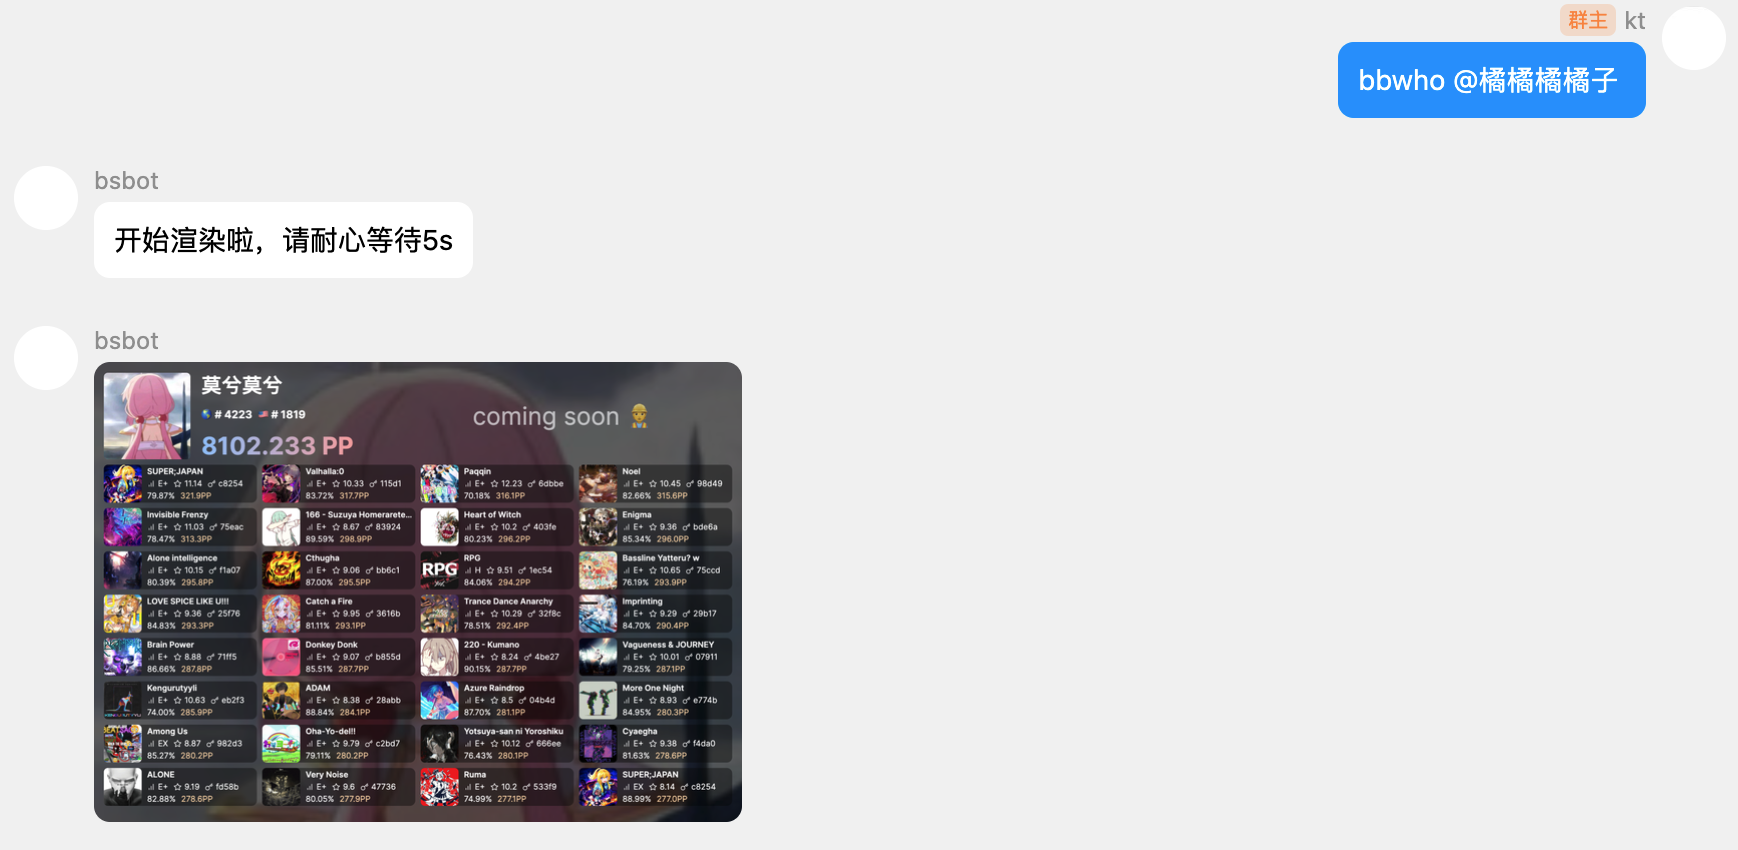 群主 kt
bbwho @橘橘橘橘子
bsbot
开始渲染啦，请耐心等待5s
bsbot
莫兮莫兮
# 4223 # 1819
coming soon
8102.233 PP
SUPER;JAPAN
E+ ☆ 11.14 c8254
79.87% 321.9PP
Valhalla:0
E+ ☆ 10.33 115d1
83.72% 317.7PP
Paqqin
E+ ☆ 12.23 6dbbe
70.18% 316.1PP
Noel
E+ ☆ 10.45 98d49
82.66% 315.6PP
Invisible Frenzy
E+ ☆ 11.03 75eac
78.47% 313.3PP
166 - Suzuya Homerarete...
E+ ☆ 8.67 83924
89.59% 298.9PP
Heart of Witch
E+ ☆ 10.2 403fe
80.23% 296.2PP
Enigma
E+ ☆ 9.36 bde6a
85.34% 296.0PP
Alone intelligence
E+ ☆ 10.15 f1a07
80.39% 295.8PP
Cthugha
E+ ☆ 9.06 bb6c1
87.00% 295.5PP
RPG
RPG
H ☆ 9.51 1ec54
84.06% 294.2PP
Bassline Yatteru? w
E+ ☆ 10.65 75ccd
76.19% 293.9PP
LOVE SPICE LIKE U!!!
E+ ☆ 9.36 25f76
84.83% 293.3PP
Catch a Fire
E+ ☆ 9.95 3616b
81.11% 293.1PP
Trance Dance Anarchy
E+ ☆ 10.29 32f8c
78.51% 292.4PP
Imprinting
E+ ☆ 9.29 29b17
84.70% 290.4PP
Brain Power
E+ ☆ 8.88 71ff5
86.66% 287.8PP
Donkey Donk
E+ ☆ 9.07 b855d
85.51% 287.7PP
220 - Kumano
E+ ☆ 8.24 4be27
90.15% 287.7PP
Vagueness & JOURNEY
E+ ☆ 10.01 07911
79.25% 287.1PP
Kengurutyyli
E+ ☆ 10.63 eb2f3
74.00% 285.9PP
ADAM
E+ ☆ 8.38 28abb
88.84% 284.1PP
Azure Raindrop
E+ ☆ 8.5 04b4d
87.70% 281.1PP
More One Night
E+ ☆ 8.93 e774b
84.95% 280.3PP
Among Us
EX ☆ 8.87 982d3
85.27% 280.2PP
Oha-Yo-del!!
E+ ☆ 9.79 c2bd7
79.11% 280.2PP
Yotsuya-san ni Yoroshiku
E+ ☆ 10.12 666ee
76.43% 280.1PP
Cyaegha
E+ ☆ 9.38 f4da0
81.63% 278.6PP
ALONE
E+ ☆ 9.19 fd58b
82.88% 278.6PP
Very Noise
E+ ☆ 9.6 47736
80.05% 277.9PP
Ruma
E+ ☆ 10.2 533f9
74.99% 277.1PP
SUPER;JAPAN
EX ☆ 8.14 c8254
88.99% 277.0PP